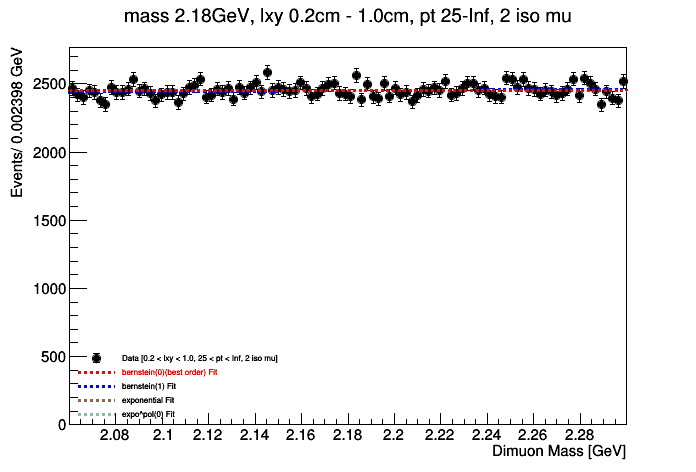 mass 2.18GeV, lxy 0.2cm - 1.0cm, pt 25-Inf, 2 iso mu
Events/ 0.002398 GeV
2500
2000
1500
1000
500
0
Data [0.2 < lxy < 1.0, 25 < pt < Inf, 2 iso mu]
bernstein(0)(best order) Fit
bernstein(1) Fit
exponential Fit
expo*pol(0) Fit
2.08 2.1 2.12 2.14 2.16 2.18 2.2 2.22 2.24 2.26 2.28
Dimuon Mass [GeV]